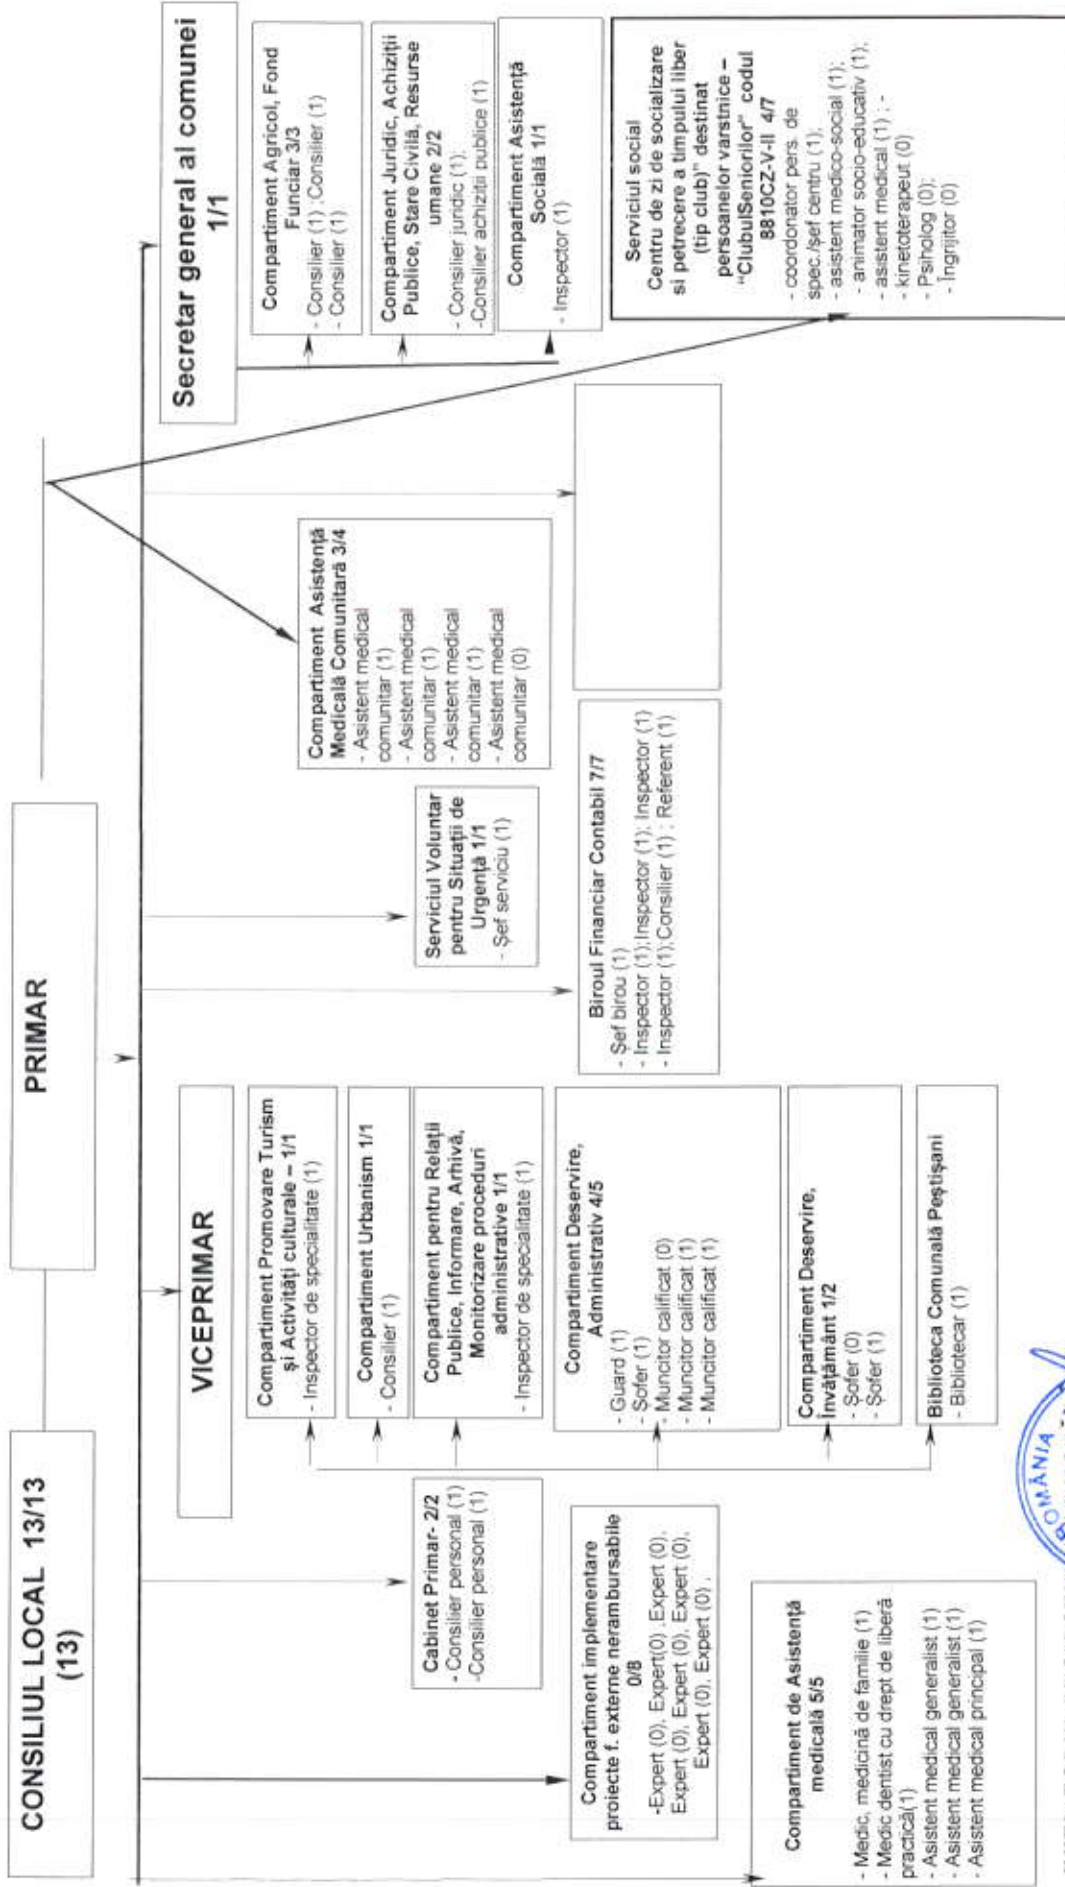 CONSILIUL LOCAL 13/13
(13)
PRIMAR
VICEPRIMAR
Secretar general al comunei
1/1
Compartiment Promovare Turism
și Activități culturale – 1/1
- Inspector de specialitate (1)
Compartiment Urbanism 1/1
- Consilier (1)
Compartiment pentru Relații
Publice, Informare, Arhivă,
Monitorizare proceduri
administrative 1/1
- Inspector de specialitate (1)
Compartiment Deservire,
Administrativ 4/5
- Guard (1)
- Șofer (1)
- Muncitor calificat (0)
- Muncitor calificat (1)
- Muncitor calificat (1)
Compartiment Deservire,
Învățământ 1/2
- Șofer (0)
- Șofer (1)
Biblioteca Comunală Peștișani
- Bibliotecar (1)
Cabinet Primar- 2/2
- Consilier personal (1)
-Consilier personal (1)
Compartiment implementare
proiecte f. externe nerambursabile
0/8
-Expert (0), Expert(0) ,Expert (0),
Expert (0), Expert (0), Expert (0),
Expert (0), Expert (0) ,
Compartiment de Asistență
medicală 5/5
- Medic, medicină de familie (1)
- Medic dentist cu drept de liberă
practică(1)
- Asistent medical generalist (1)
- Asistent medical generalist (1)
- Asistent medical principal (1)
Serviciul Voluntar
pentru Situații de
Urgență 1/1
- Șef serviciu (1)
Biroul Financiar Contabil 7/7
- Șef birou (1)
- Inspector (1);Inspector (1); Inspector (1)
- Inspector (1);Consilier (1) ; Referent (1)
Compartiment Asistență
Medicală Comunitară 3/4
- Asistent medical
comunitar (1)
- Asistent medical
comunitar (1)
- Asistent medical
comunitar (1)
- Asistent medical
comunitar (0)
Compartiment Agricol, Fond
Funciar 3/3
- Consilier (1) ;Consilier (1)
- Consilier (1)
Compartiment Juridic, Achiziții
Publice, Stare Civilă, Resurse
umane 2/2
- Consilier juridic (1);
-Consilier achiziții publice (1)
Compartiment Asistență
Socială 1/1
- Inspector (1)
Serviciul social
Centru de zi de socializare
si petrecere a timpului liber
(tip club)" destinat
persoanelor varstnice –
"ClubulSeniorilor" codul
8810CZ-V-II 4/7
- coordonator pers. de
spec./șef centru (1);
- asistent medico-social (1);
- animator socio-educativ (1);
- asistent medical (1) ; -
- kinetoterapeut (0)
- Psiholog (0);
- Îngrijitor (0)
ROMÂNIA